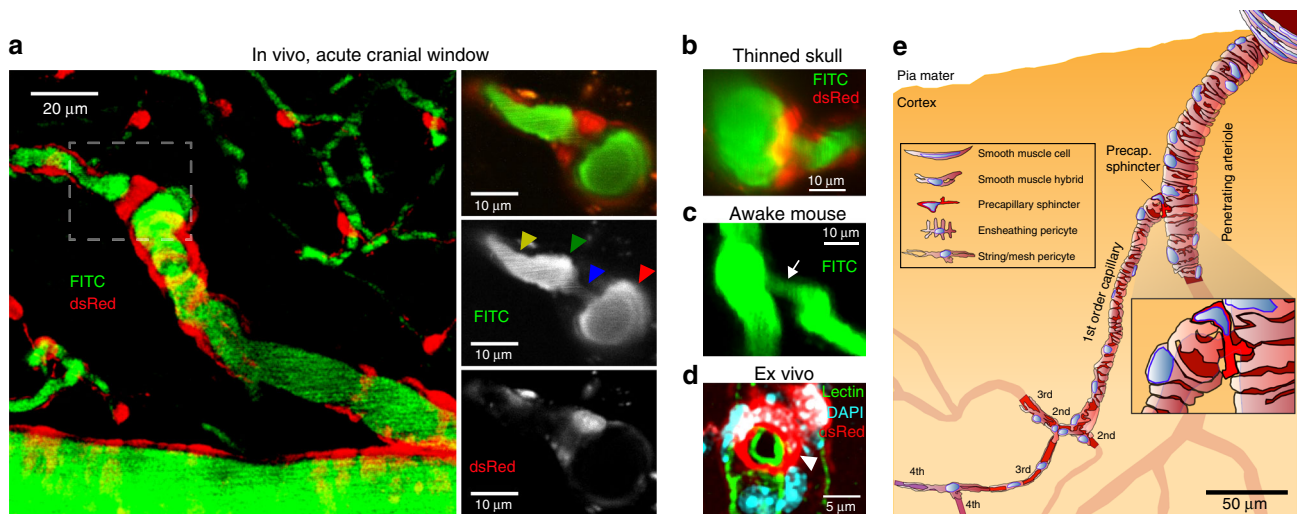 a
In vivo, acute cranial window
20 μm
FITC
dsRed
10 μm
FITC
10 μm
dsRed
10 μm
b
Thinned skull
FITC
dsRed
10 μm
c
Awake mouse
10 μm
FITC
d
Ex vivo
Lectin
DAPI
dsRed
5 μm
e
Pia mater
Cortex
Smooth muscle cell
Smooth muscle hybrid
Precapillary sphincter
Ensheathing pericyte
String/mesh pericyte
Precap.
sphincter
Penetrating arteriole
1st order capillary
3rd
2nd
2nd
3rd
4th
4th
50 μm